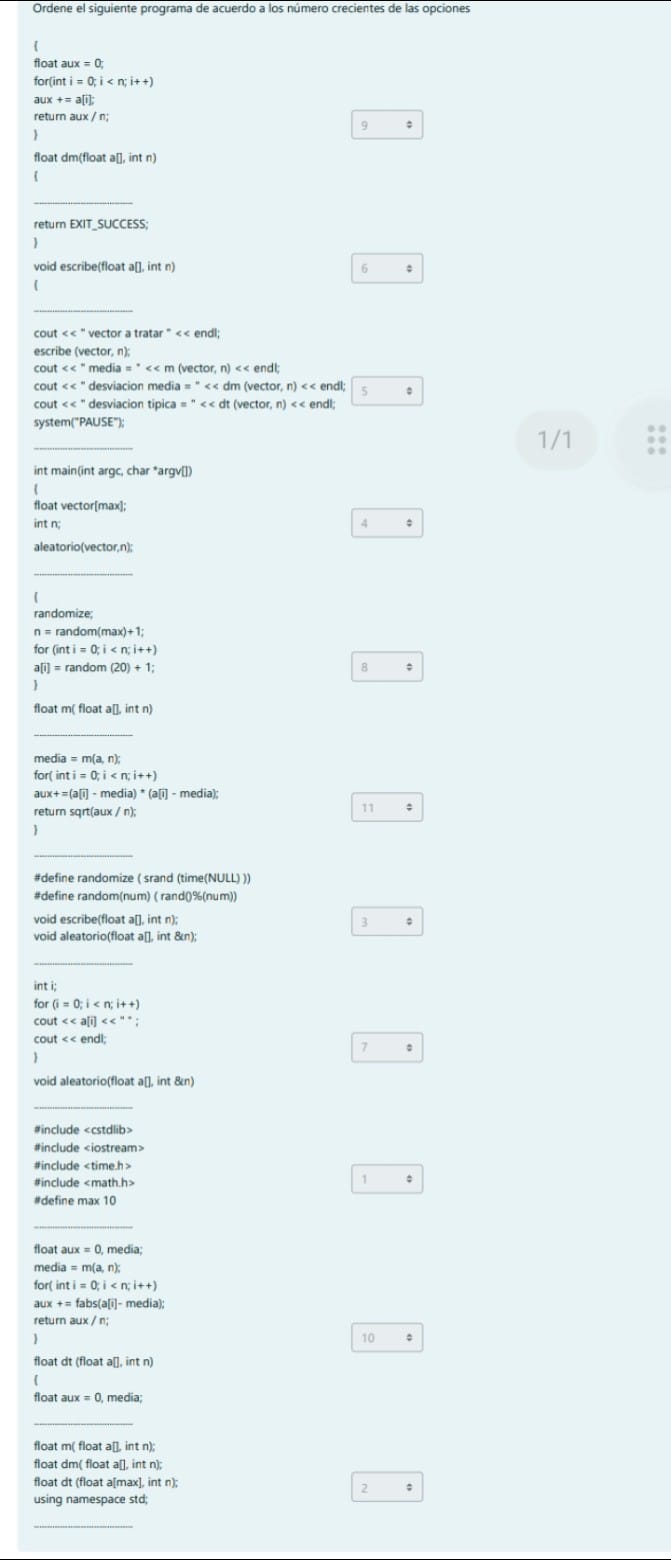 Ordene el siguiente programa de acuerdo a los número crecientes de las opciones
{
float aux = 0;
for(int i = 0; i < n; i++)
aux += a[i];
return aux / n;
}
9
float dm(float a[], int n)
{
return EXIT_SUCCESS;
}
void escribe(float a[], int n)
6
{
cout << " vector a tratar " << endl;
escribe (vector, n);
cout << " media = " << m (vector, n) << endl;
cout << " desviacion media = " << dm (vector, n) << endl;
5
cout << " desviacion tipica = " << dt (vector, n) << endl;
system("PAUSE");
1/1
int main(int argc, char *argv[])
{
float vector[max];
int n;
4
aleatorio(vector,n);
{
randomize;
n = random(max)+1;
for (int i = 0; i < n; i++)
a[i] = random (20) + 1;
8
}
float m( float a[], int n)
media = m(a, n);
for( int i = 0; i < n; i++)
aux+=(a[i] - media) * (a[i] - media);
return sqrt(aux / n);
11
}
#define randomize ( srand (time(NULL) ))
#define random(num) ( rand()%(num))
void escribe(float a[], int n);
3
void aleatorio(float a[], int &n);
int i;
for (i = 0; i < n; i++)
cout << a[i] << " " ;
cout << endl;
7
}
void aleatorio(float a[], int &n)
#include <cstdlib>
#include <iostream>
#include <time.h>
#include <math.h>
1
#define max 10
float aux = 0, media;
media = m(a, n);
for( int i = 0; i < n; i++)
aux += fabs(a[i]- media);
return aux / n;
}
10
float dt (float a[], int n)
{
float aux = 0, media;
float m( float a[], int n);
float dm( float a[], int n);
float dt (float a[max], int n);
2
using namespace std;